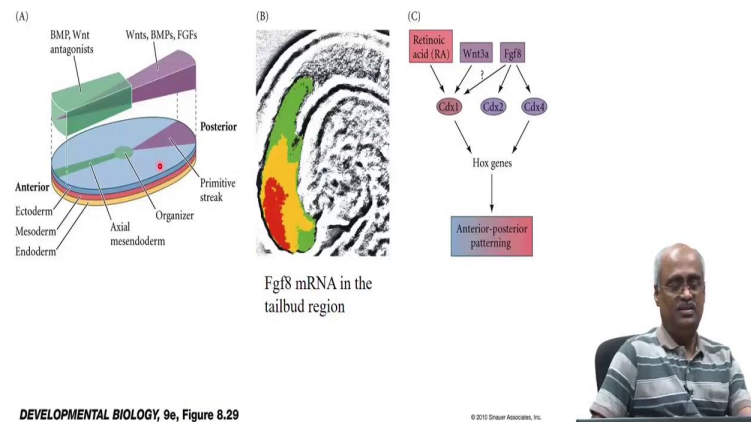 (A)
BMP, Wnt
antagonists
Wnts, BMPs, FGFs
Posterior
Anterior
Primitive
streak
Organizer
Axial
mesendoderm
Ectoderm
Mesoderm
Endoderm
(B)
Fgf8 mRNA in the
tailbud region
(C)
Retinoic
acid (RA)
Wnt3a
Fgf8
?
Cdx1
Cdx2
Cdx4
Hox genes
Anterior-posterior
patterning
DEVELOPMENTAL BIOLOGY, 9e, Figure 8.29
© 2010 Sinauer Associates, Inc.